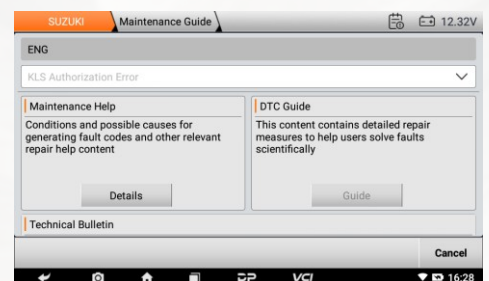 SUZUKI
Maintenance Guide
12.32V
ENG
KLS Authorization Error
Maintenance Help
Conditions and possible causes for
generating fault codes and other relevant
repair help content
Details
DTC Guide
This content contains detailed repair
measures to help users solve faults
scientifically
Guide
Technical Bulletin
Cancel
DP
VCI
16:28